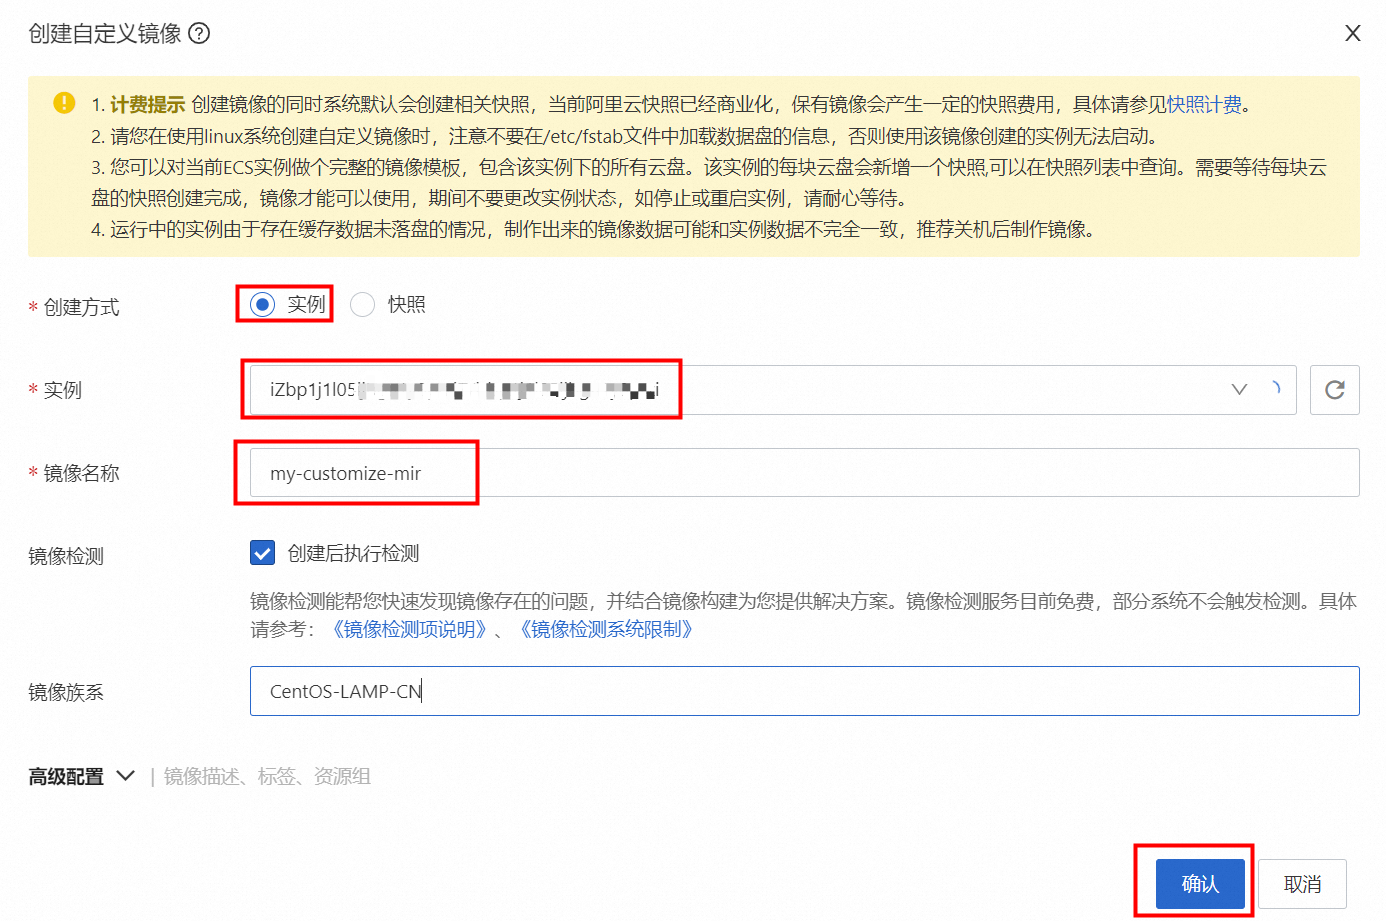 创建自定义镜像 ?
1. 计费提示 创建镜像的同时系统默认会创建相关快照，当前阿里云快照已经商业化，保有镜像会产生一定的快照费用，具体请参见快照计费。
2. 请您在使用linux系统创建自定义镜像时，注意不要在/etc/fstab文件中加载数据盘的信息，否则使用该镜像创建的实例无法启动。
3. 您可以对当前ECS实例做个完整的镜像模板，包含该实例下的所有云盘。该实例的每块云盘会新增一个快照,可以在快照列表中查询。需要等待每块云
盘的快照创建完成，镜像才能可以使用，期间不要更改实例状态，如停止或重启实例，请耐心等待。
4. 运行中的实例由于存在缓存数据未落盘的情况，制作出来的镜像数据可能和实例数据不完全一致，推荐关机后制作镜像。
* 创建方式 实例 快照
* 实例 iZbp1j1l05
* 镜像名称 my-customize-mir
镜像检测 创建后执行检测
镜像检测能帮您快速发现镜像存在的问题，并结合镜像构建为您提供解决方案。镜像检测服务目前免费，部分系统不会触发检测。具体
请参考：《镜像检测项说明》、《镜像检测系统限制》
镜像族系 CentOS-LAMP-CN
高级配置 | 镜像描述、标签、资源组
确认 取消